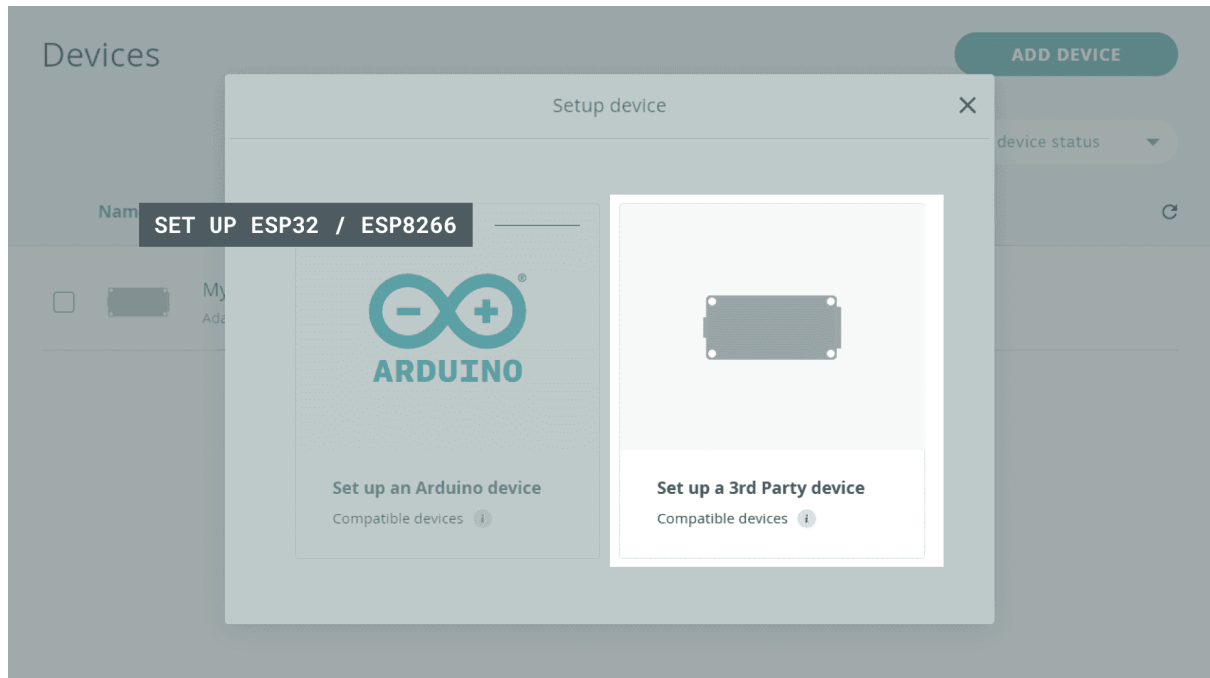 Devices
ADD DEVICE
Setup device
device status
SET UP ESP32 / ESP8266
ARDUINO
®
Set up an Arduino device
Compatible devices i
Set up a 3rd Party device
Compatible devices i